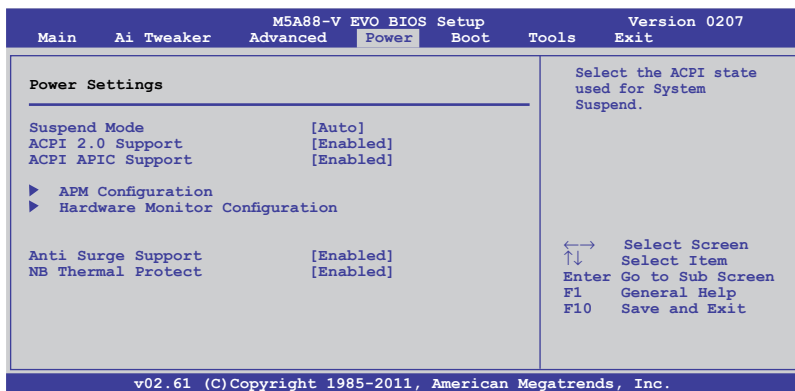 M5A88-V EVO BIOS Setup Version 0207
Main Ai Tweaker Advanced Power Boot Tools Exit
Power Settings
Suspend Mode [Auto]
ACPI 2.0 Support [Enabled]
ACPI APIC Support [Enabled]
APM Configuration
Hardware Monitor Configuration
Anti Surge Support [Enabled]
NB Thermal Protect [Enabled]
Select the ACPI state
used for System
Suspend.
←→ Select Screen
↑↓ Select Item
Enter Go to Sub Screen
F1 General Help
F10 Save and Exit
v02.61 (C)Copyright 1985-2011, American Megatrends, Inc.